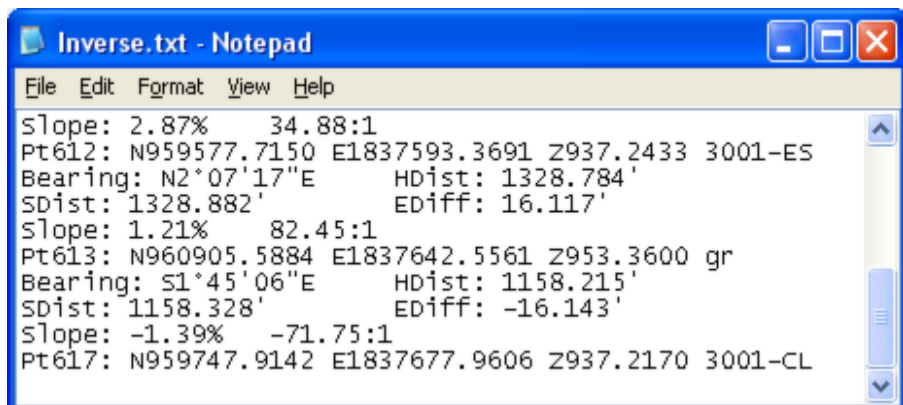 Inverse.txt - Notepad
File Edit Format View Help
Slope: 2.87% 34.88:1
Pt612: N959577.7150 E1837593.3691 Z937.2433 3001-ES
Bearing: N2°07'17"E HDist: 1328.784'
SDist: 1328.882' EDiff: 16.117'
Slope: 1.21% 82.45:1
Pt613: N960905.5884 E1837642.5561 Z953.3600 gr
Bearing: S1°45'06"E HDist: 1158.215'
SDist: 1158.328' EDiff: -16.143'
Slope: -1.39% -71.75:1
Pt617: N959747.9142 E1837677.9606 Z937.2170 3001-CL